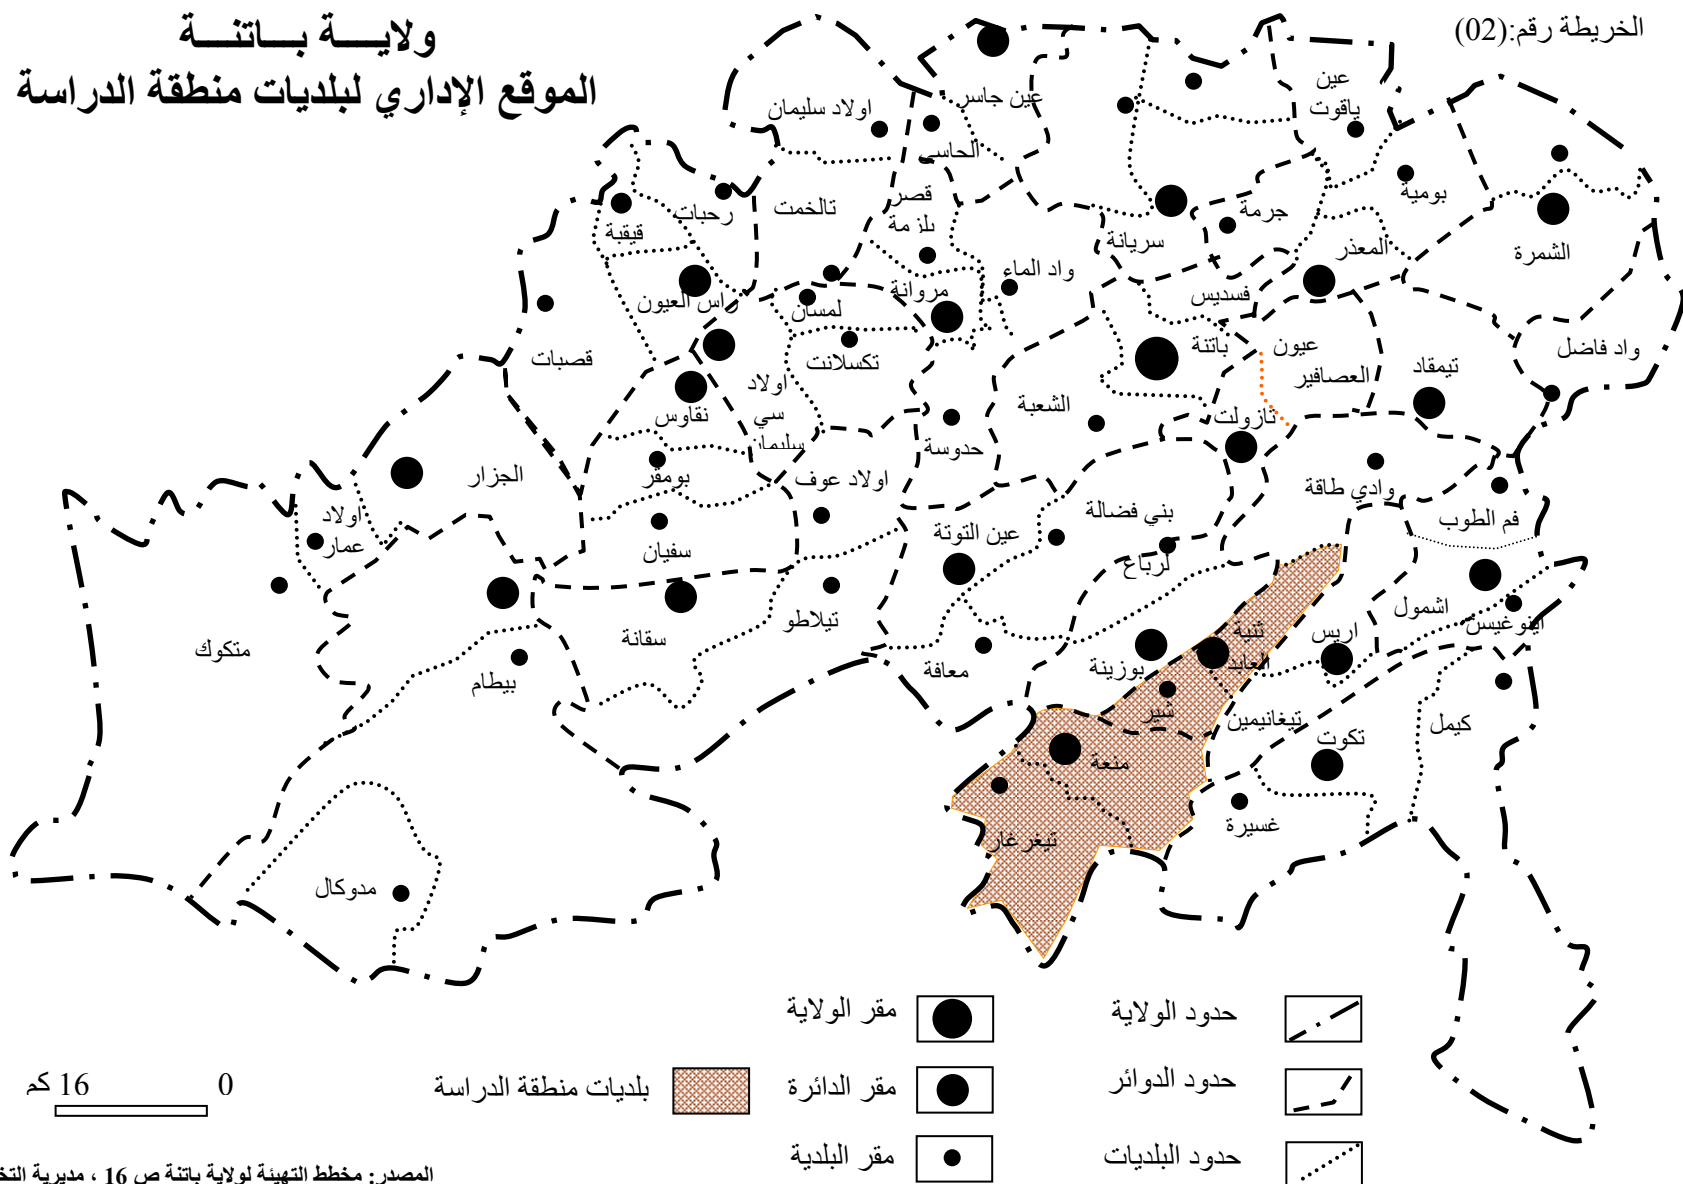 الخريطة رقم:(02)
ولايـــة بـــاتنـــة
الموقع الإداري لبلديات منطقة الدراسة
عين
ياقوت
عين جاسر
اولاد سليمان
الحاسي
بومية
قصر
بلزمة
تالخمت
رحبات
قيقبة
جرمة
سريانة
المعذر
الشمرة
واد الماء
مروانة
راس العيون
لمسان
فسديس
باتنة
عيون
العصافير
تيمقاد
واد فاضل
قصبات
تكسلانت
اولاد
سي
سليمان
نقاوس
الشعبة
تازولت
حدوسة
بومقر
الجزار
اولاد عوف
وادي طاقة
فم الطوب
اولاد
عمار
سفيان
عين التوتة
بني فضالة
لرباع
اشمول
اينوغيسن
متكوك
بيطام
سقانة
تيلاطو
معافة
بوزينة
ثنية
العابد
اريس
شير
تيغانيمين
كيمل
تكوت
منعة
تيغرغار
غسيرة
مدوكال
حدود الولاية
مقر الولاية
حدود الدوائر
مقر الدائرة
بلديات منطقة الدراسة
0
16 كم
حدود البلديات
مقر البلدية
المصدر: مخطط التهيئة لولاية باتنة ص 16 ، مديرية